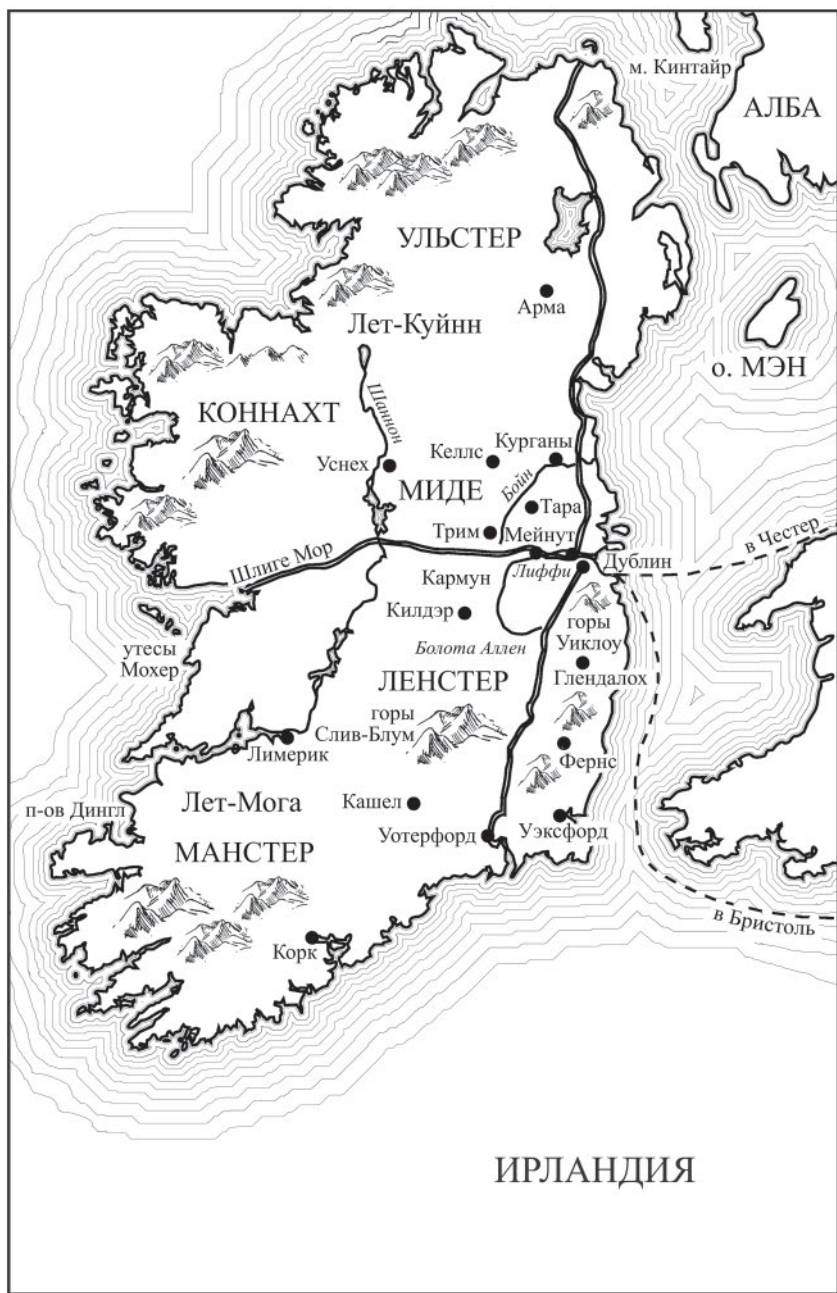 м. Кинтайр
АЛБА
УЛЬСТЕР
Арма
Лет-Куйнн
о. МЭН
Шаннон
КОННАХТ
Уснех
Келлс
Курганы
МИДЕ
Бойн
Тара
Трим
Мейнут
в Честер
Шлиге Мор
Дублин
Лиффи
Кармун
Килдэр
горы
Уиклоу
утесы
Мохер
Болота Аллен
Глендалох
ЛЕНСТЕР
горы
Слив-Блум
Лимерик
Фернс
п-ов Дингл
Лет-Мога
Кашел
Уэксфорд
Уотерфорд
МАНСТЕР
в Бристоль
Корк
ИРЛАНДИЯ